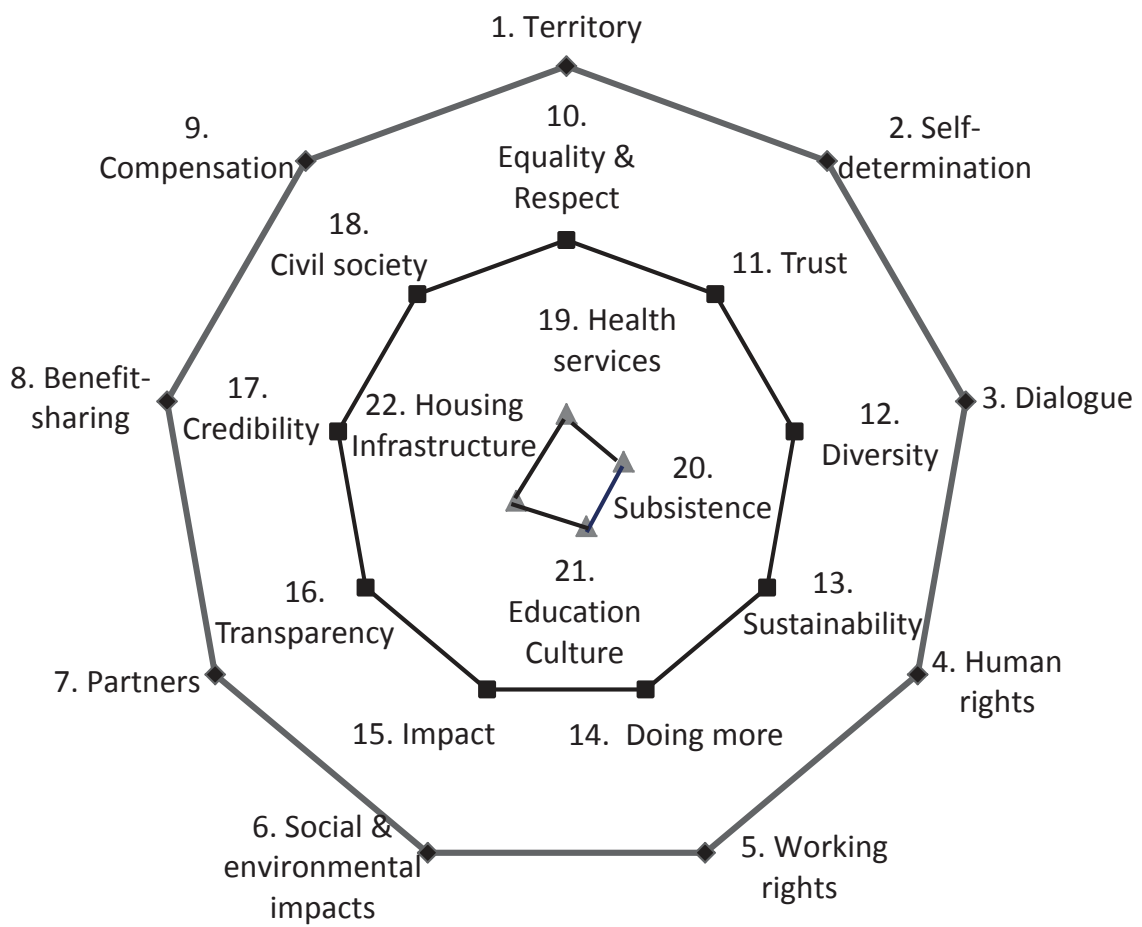 1. Territory
2. Self-
determination
3. Dialogue
4. Human
rights
5. Working
rights
6. Social &
environmental
impacts
7. Partners
8. Benefit-
sharing
9.
Compensation
10.
Equality &
Respect
11. Trust
12.
Diversity
13.
Sustainability
14.  Doing more
15. Impact
16.
Transparency
17.
Credibility
18.
Civil society
19. Health
services
20.
Subsistence
21.
Education
Culture
22. Housing
Infrastructure